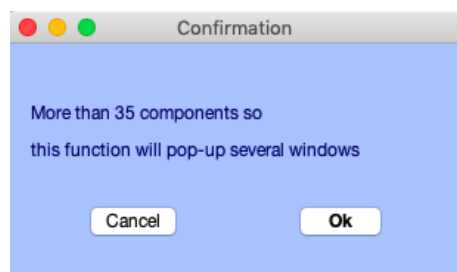 Confirmation
More than 35 components so
this function will pop-up several windows
Cancel Ok